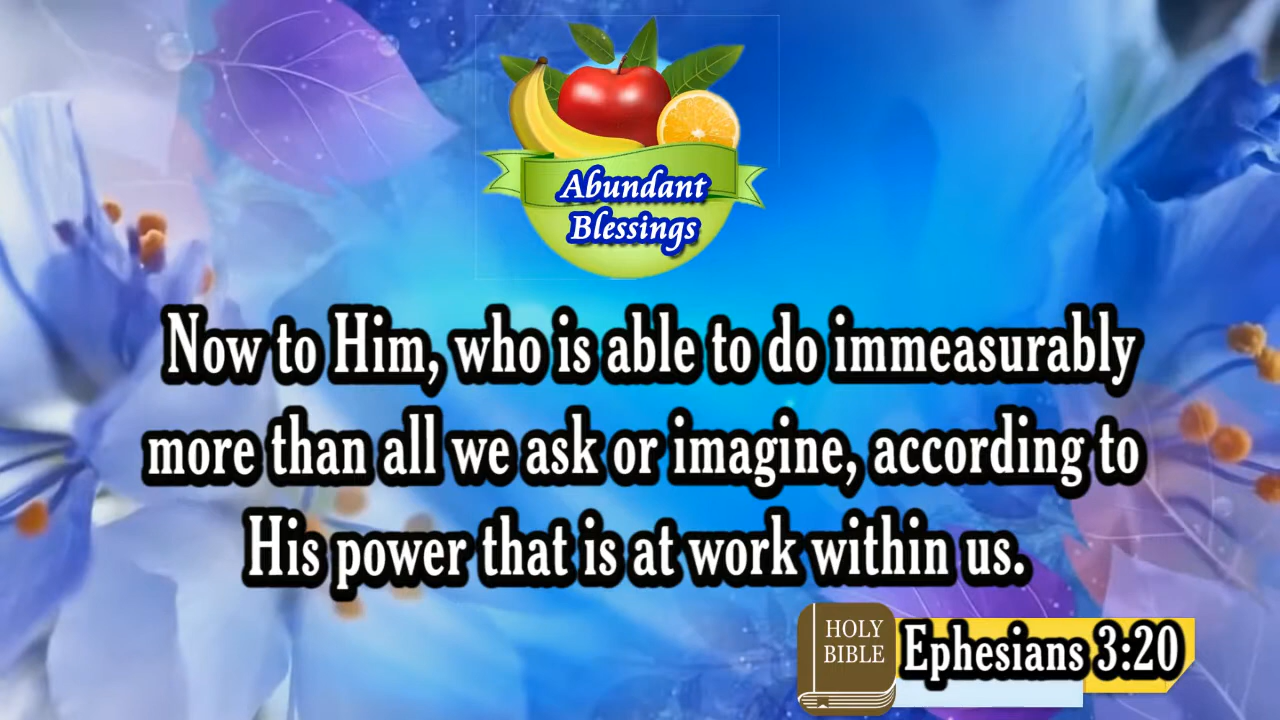 Abundant
Blessings
Now to Him, who is able to do immeasurably
more than all we ask or imagine, according to
His power that is at work within us.
HOLY
BIBLE
Ephesians 3:20